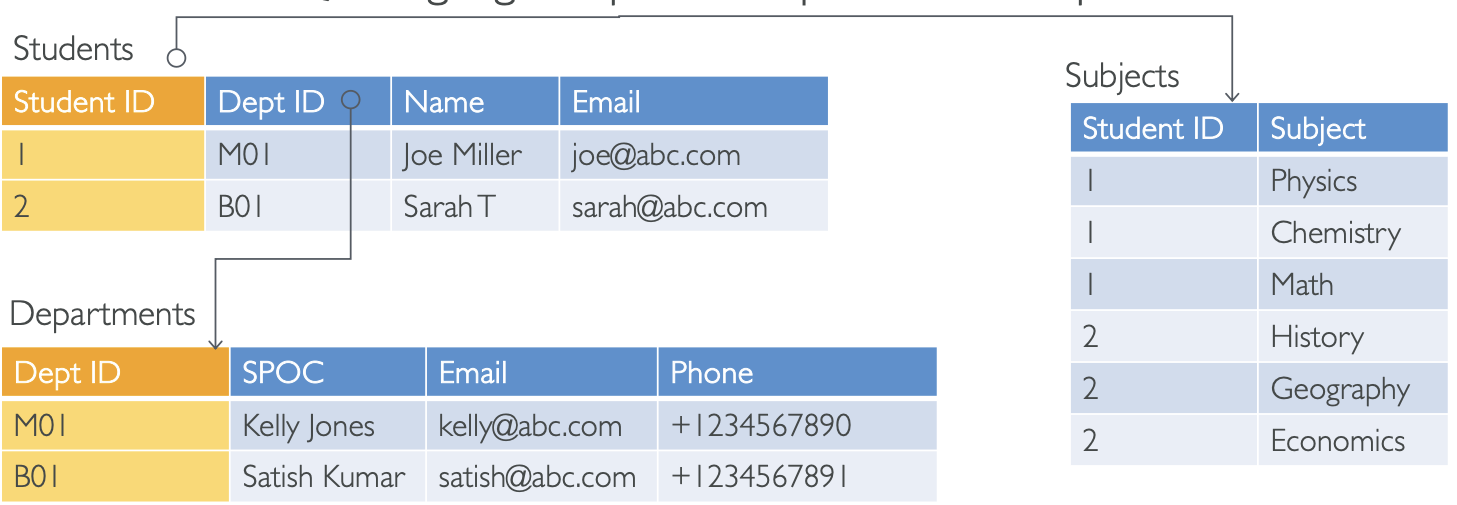 Students
Student ID Dept ID Name Email
1 M01 Joe Miller joe@abc.com
2 B01 Sarah T sarah@abc.com
Departments
Dept ID SPOC Email Phone
M01 Kelly Jones kelly@abc.com +1234567890
B01 Satish Kumar satish@abc.com +1234567891
Subjects
Student ID Subject
1 Physics
1 Chemistry
1 Math
2 History
2 Geography
2 Economics